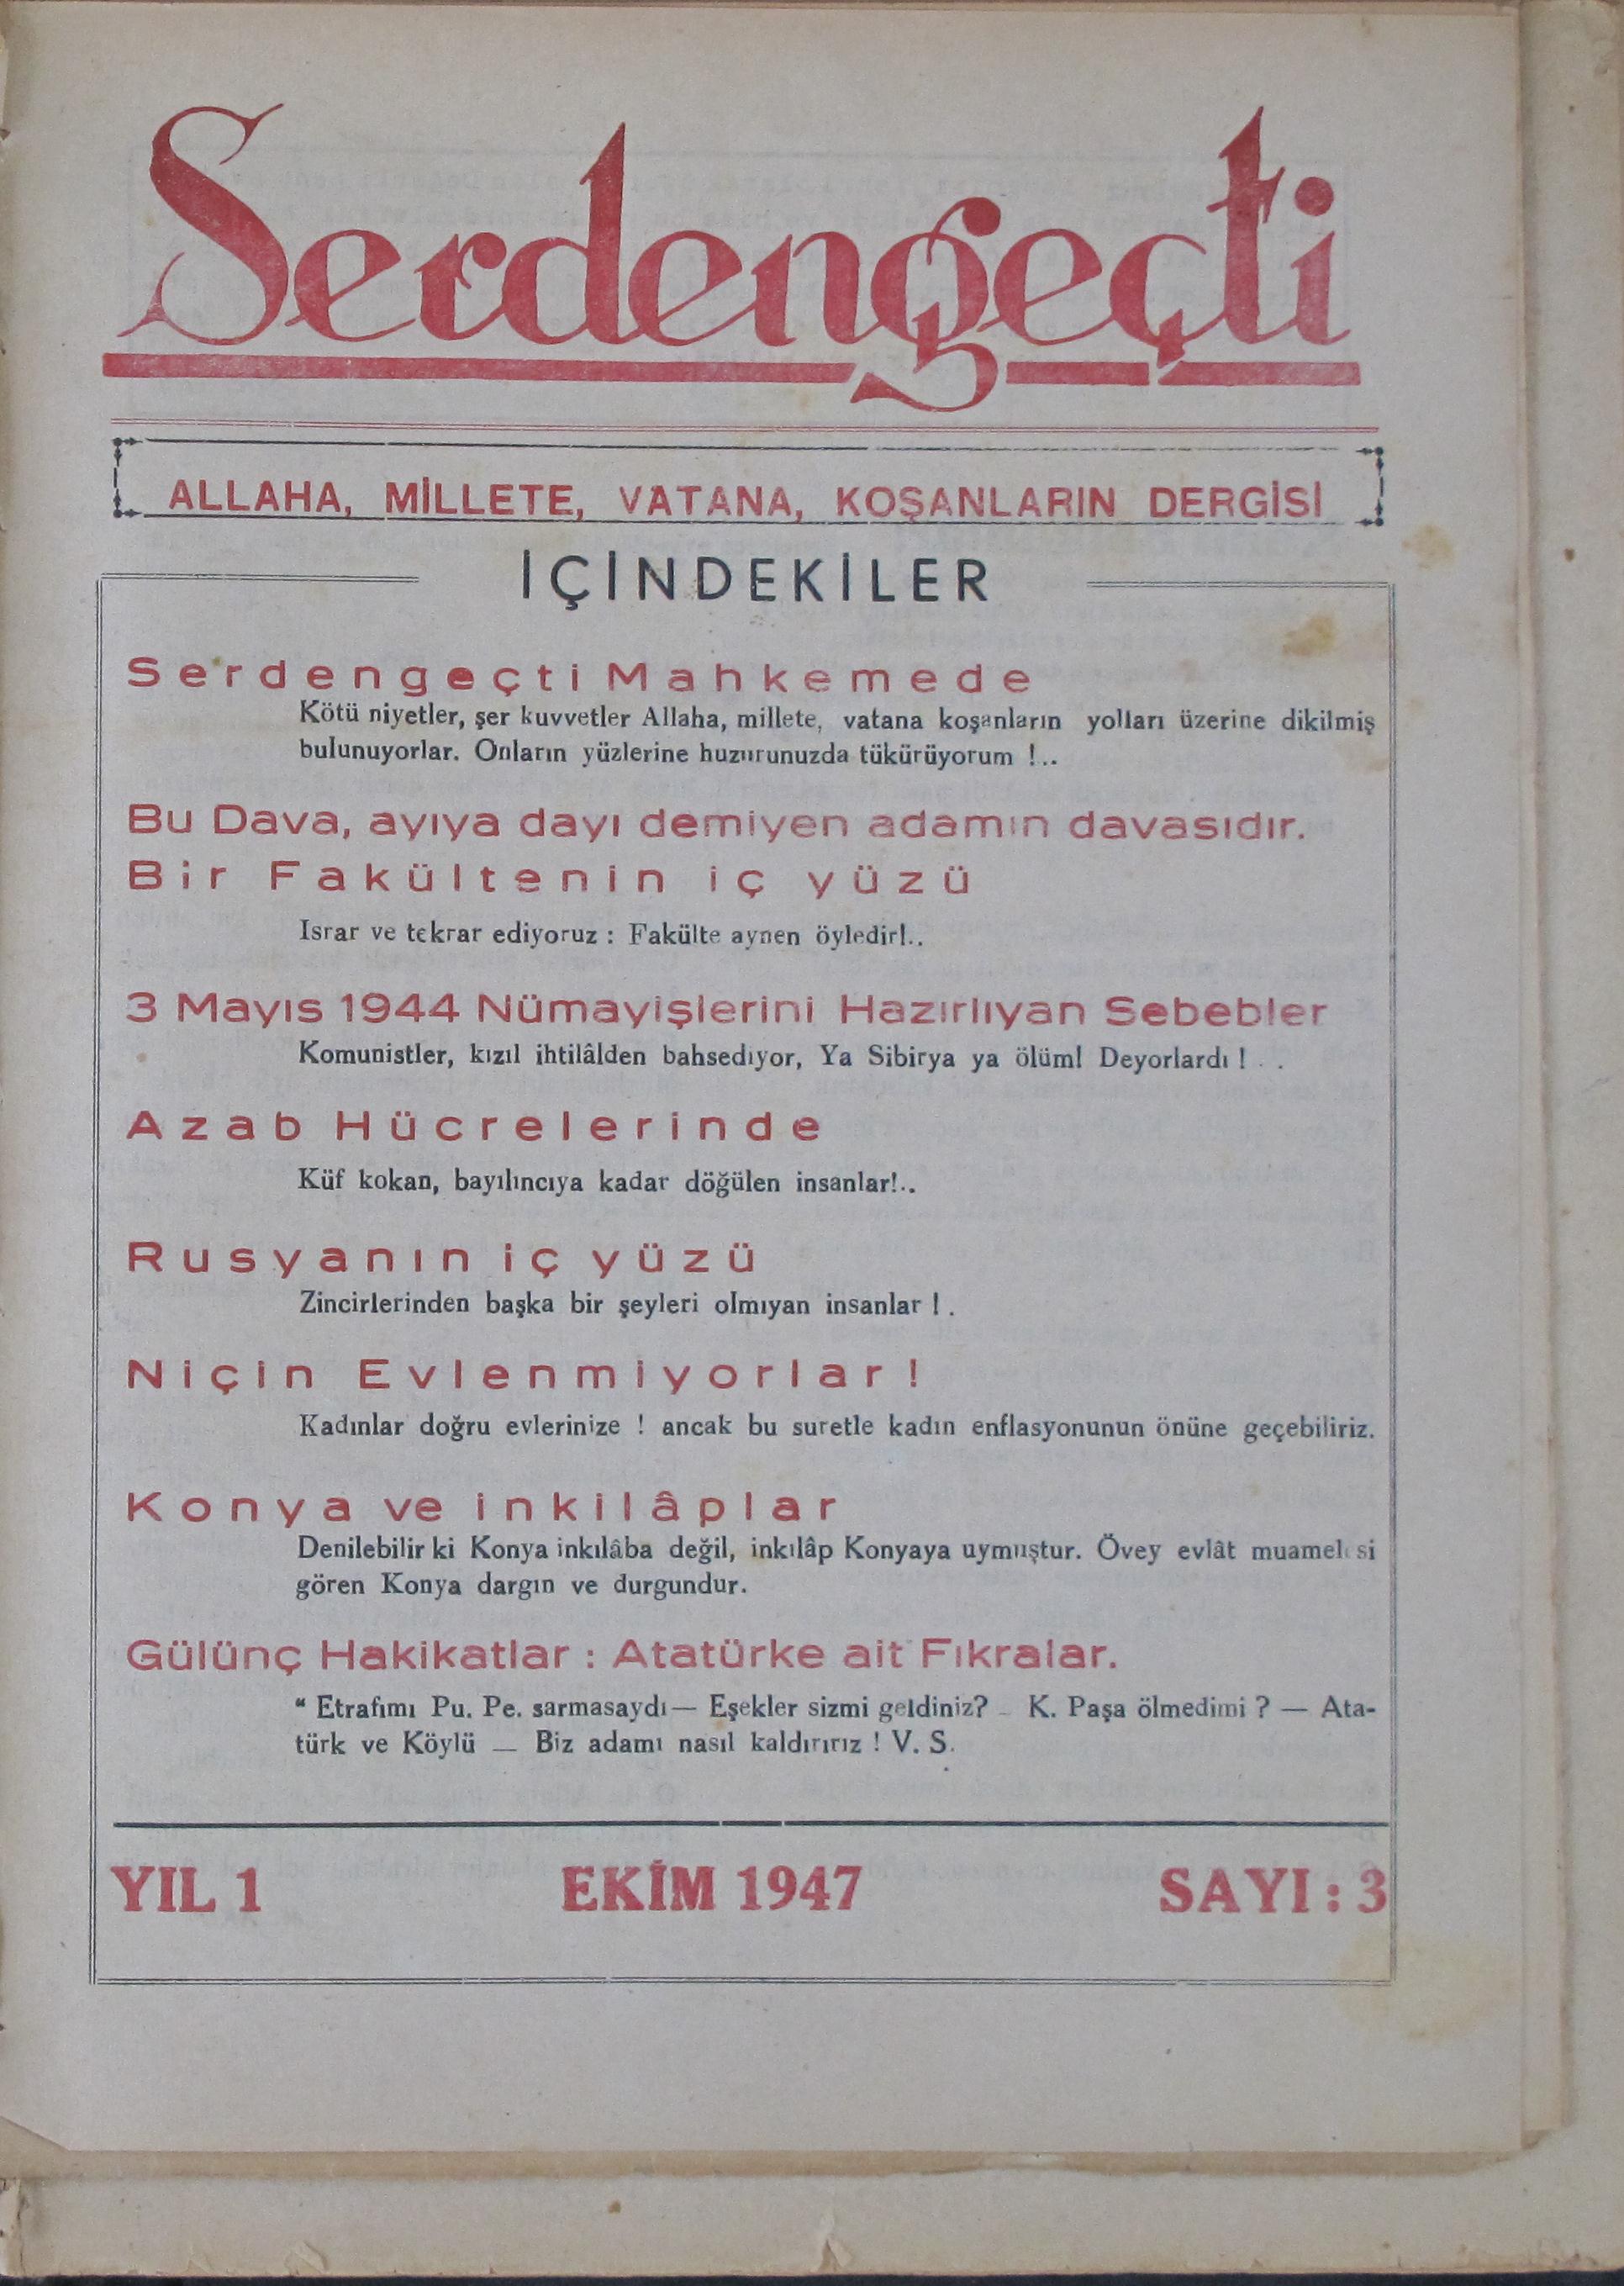 Serdengeçti
ALLAHA, MİLLETE, VATANA, KOŞANLARIN DERGİSİ
İÇİNDEKİLER
Serdengeçti Mahkemede
Kötü niyetler, şer kuvvetler Allaha, millete, vatana koşanların yolları üzerine dikilmiş
bulunuyorlar. Onların yüzlerine huzurunuzda tükürüyorum !..
Bu Dava, ayıya dayı demiyen adamın davasıdır.
Bir Fakültenin iç yüzü
Israr ve tekrar ediyoruz : Fakülte aynen öyledir!..
3 Mayıs 1944 Nümayişlerini Hazırlıyan Sebebler
Komunistler, kızıl ihtilâlden bahsediyor, Ya Sibirya ya ölüm! Deyorlardı ! . .
Azab Hücrelerinde
Küf kokan, bayılıncıya kadar döğülen insanlar!..
Rusyanın iç yüzü
Zincirlerinden başka bir şeyleri olmıyan insanlar ! .
Niçin Evlenmiyorlar!
Kadınlar doğru evlerinize ! ancak bu suretle kadın enflasyonunun önüne geçebiliriz.
Konya ve inkilâplar
Denilebilir ki Konya inkılâba değil, inkılâp Konyaya uymuştur. Övey evlât muamelesi
gören Konya dargın ve durgundur.
Gülünç Hakikatlar : Atatürke ait Fıkralar.
“ Etrafımı Pu. Pe. sarmasaydı — Eşekler sizmi geldiniz? — K. Paşa ölmedimi ? — Ata-
türk ve Köylü — Biz adamı nasıl kaldırırız ! V. S.
YIL 1 EKİM 1947 SAYI : 3